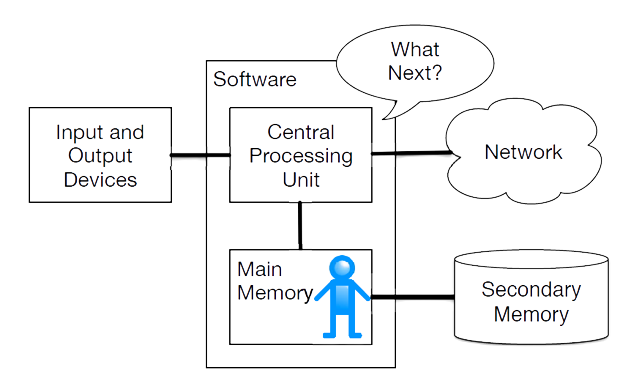 What
Next?
Software
Input and
Output
Devices
Central
Processing
Unit
Network
Main
Memory
Secondary
Memory